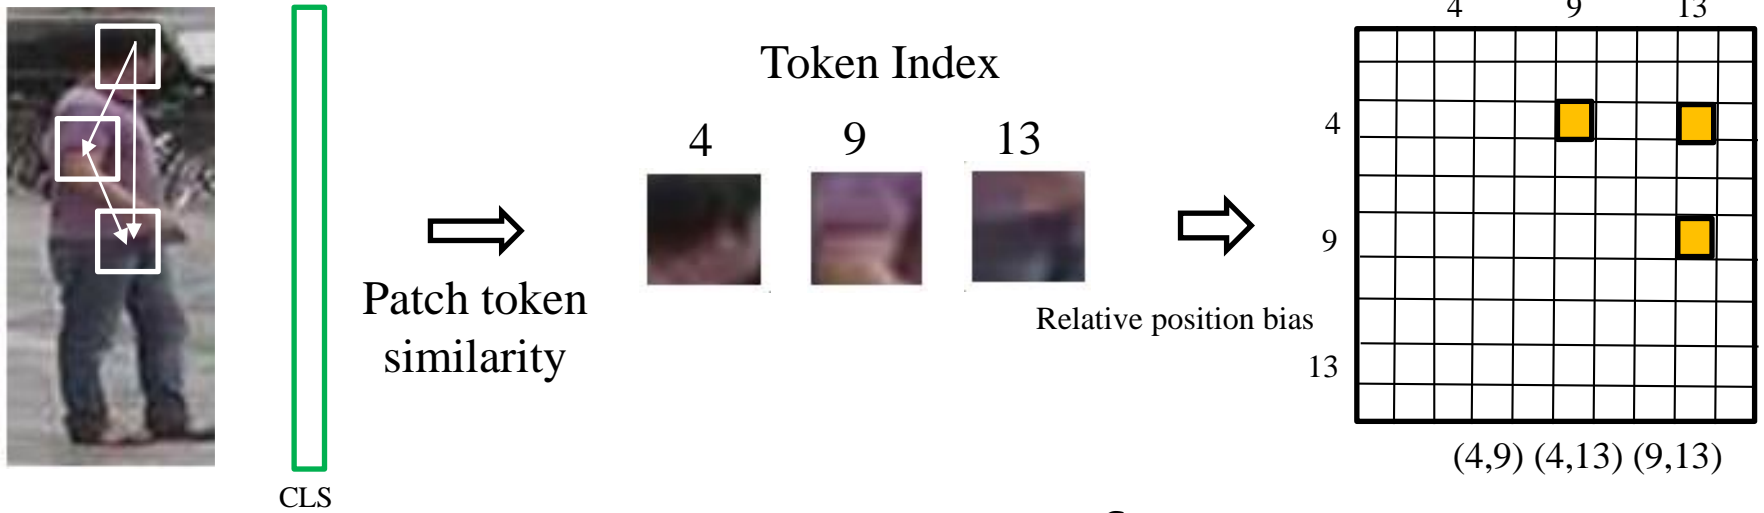 CLS
Patch token
similarity
Token Index
4 9 13
Relative position bias
4 9 13
4
9
13
(4,9) (4,13) (9,13)